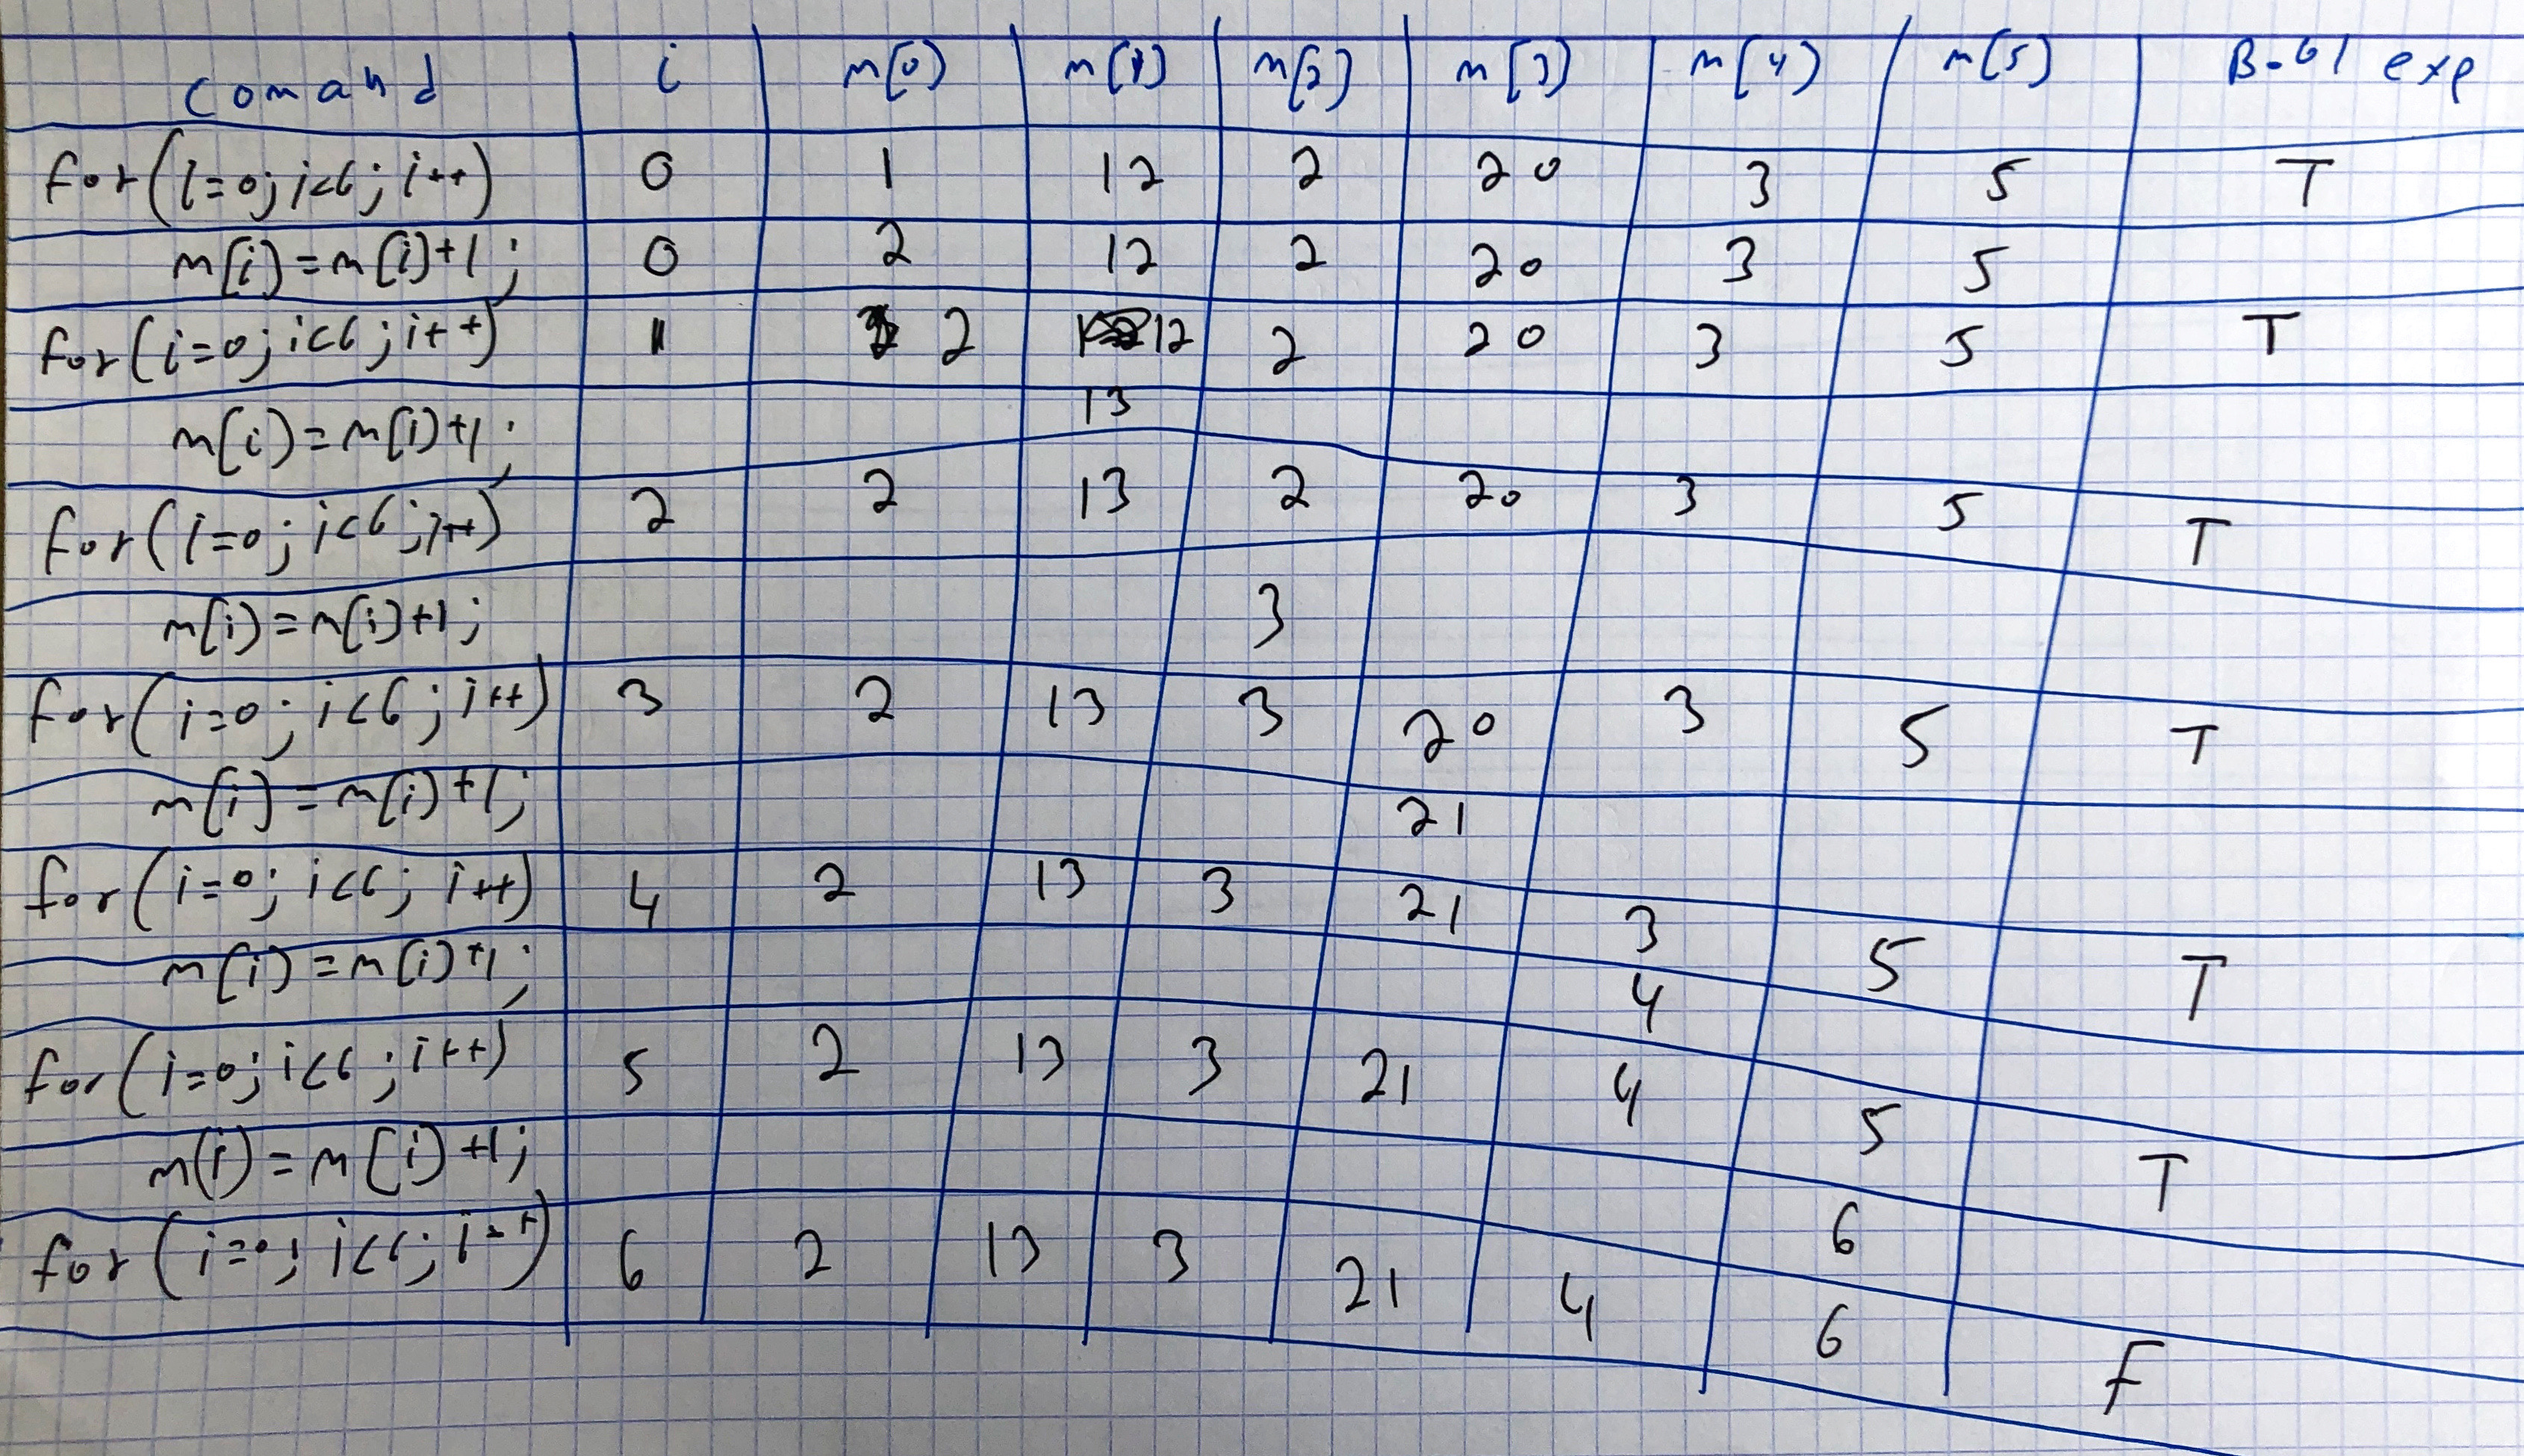 comand i m[0] m[1] m[2] m[3] m[4] m[5] Bool exp
for(i=0; i<6; i++) 0 1 12 2 20 3 5 T
m[i]=m[i]+1; 0 2 12 2 20 3 5
for(i=0; i<6; i++) 1 2 12 2 20 3 5 T
m[i]=m[i]+1; 13
for(i=0; i<6; i++) 2 2 13 2 20 3 5 T
m[i]=m[i]+1; 3
for(i=0; i<6; i++) 3 2 13 3 20 3 5 T
m[i]=m[i]+1; 21
for(i=0; i<6; i++) 4 2 13 3 21 3 5 T
m[i]=m[i]+1; 4
for(i=0; i<6; i++) 5 2 13 3 21 4 5 T
m[i]=m[i]+1; 6
for(i=0; i<6; i++) 6 2 13 3 21 4 6 F